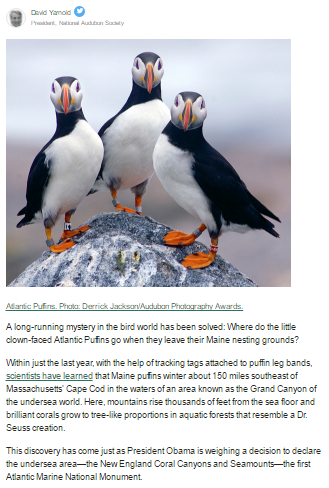 David Yarnold
President, National Audubon Society
Atlantic Puffins. Photo: Derrick Jackson/Audubon Photography Awards.
A long-running mystery in the bird world has been solved: Where do the little
clown-faced Atlantic Puffins go when they leave their Maine nesting grounds?
Within just the last year, with the help of tracking tags attached to puffin leg bands,
scientists have learned that Maine puffins winter about 150 miles southeast of
Massachusetts' Cape Cod in the waters of an area known as the Grand Canyon of
the undersea world. Here, mountains rise thousands of feet from the sea floor and
brilliant corals grow to tree-like proportions in aquatic forests that resemble a Dr.
Seuss creation.
This discovery has come just as President Obama is weighing a decision to declare
the undersea area—the New England Coral Canyons and Seamounts—the first
Atlantic Marine National Monument.